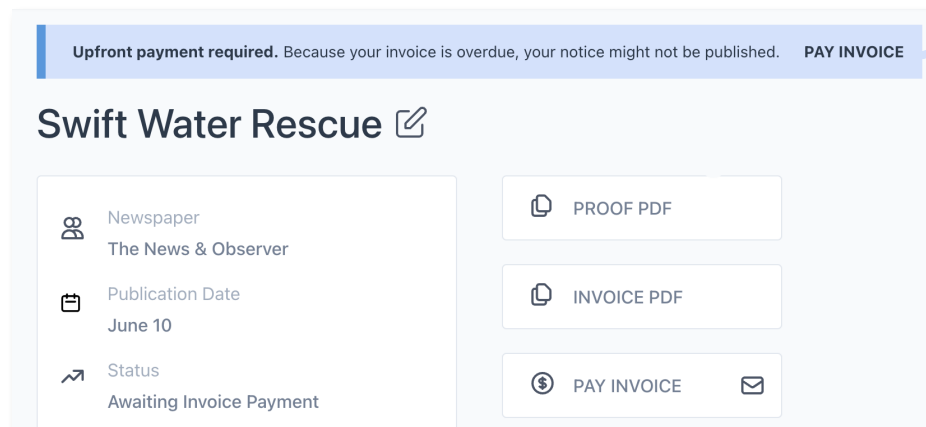 Upfront payment required. Because your invoice is overdue, your notice might not be published. PAY INVOICE
Swift Water Rescue
Newspaper
The News & Observer
Publication Date
June 10
Status
Awaiting Invoice Payment
PROOF PDF
INVOICE PDF
PAY INVOICE